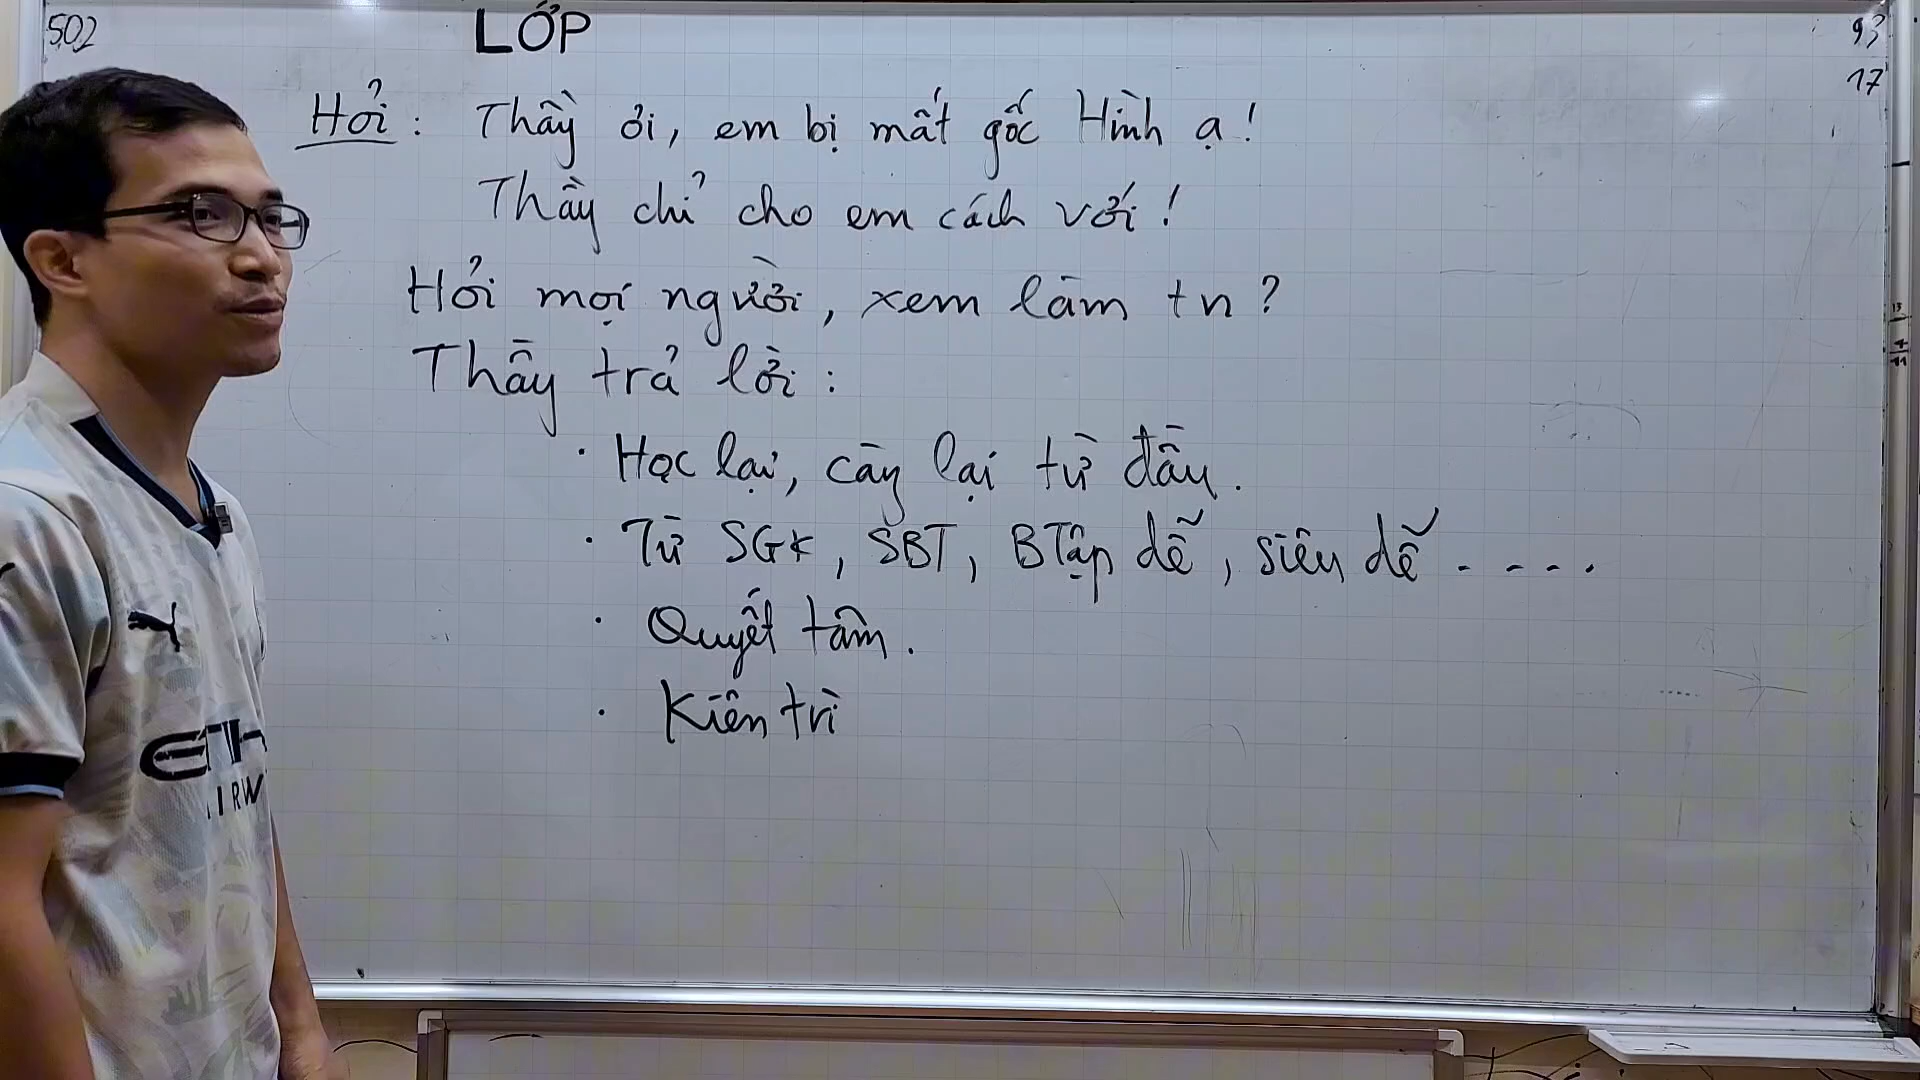 502
LỚP
93
17
Hỏi: Thầy ơi, em bị mất gốc Hình ạ!
Thầy chỉ cho em cách với!
Hỏi mọi người, xem làm tn?
Thầy trả lời:
· Học lại, cày lại từ đầu.
· Từ SGK, SBT, BTập dễ, siêu dễ .....
· Quyết tâm.
· Kiên trì